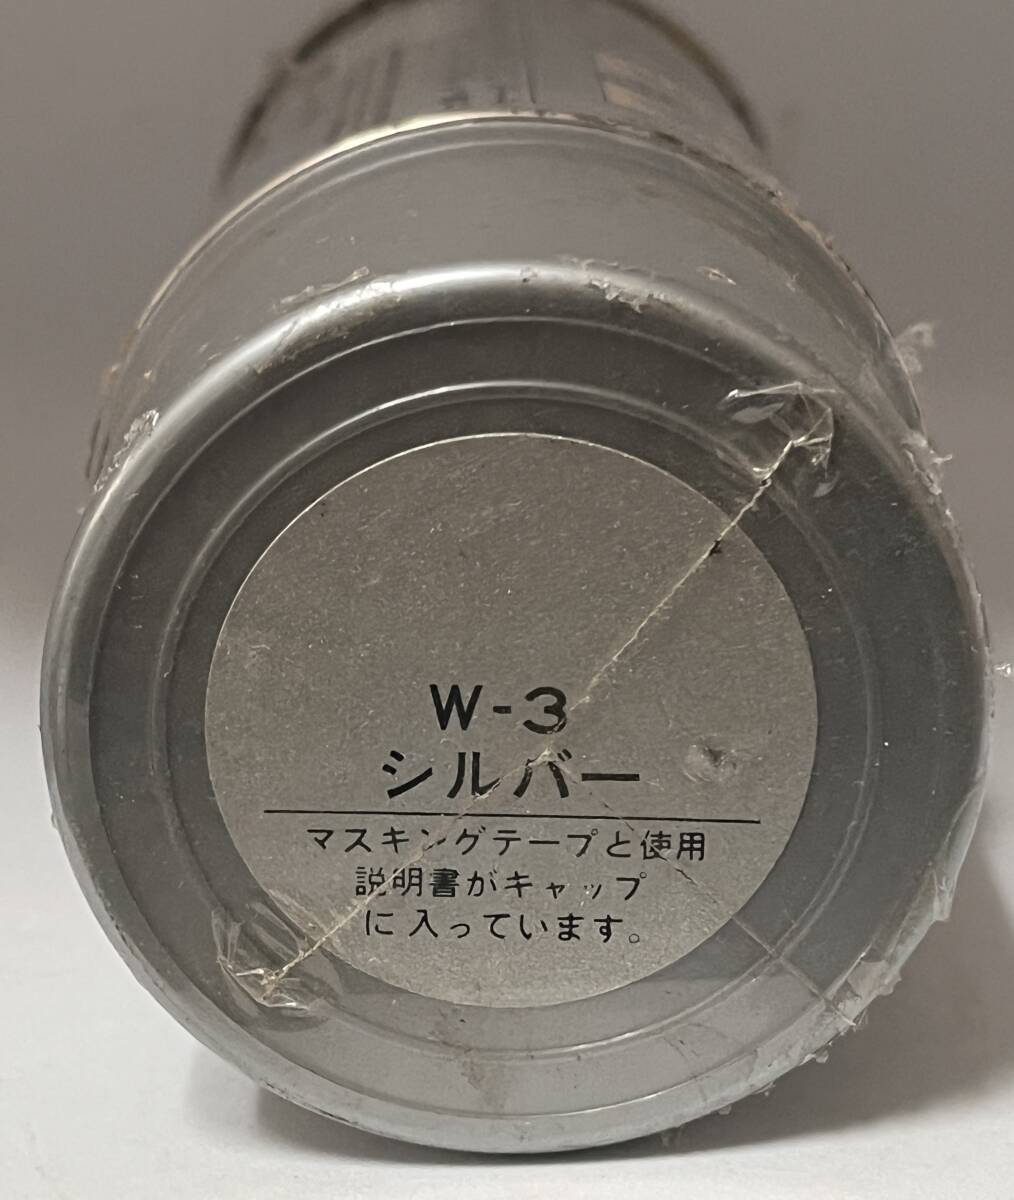 W-3
シルバー
マスキングテープと使用
説明書がキャップ
に入っています。